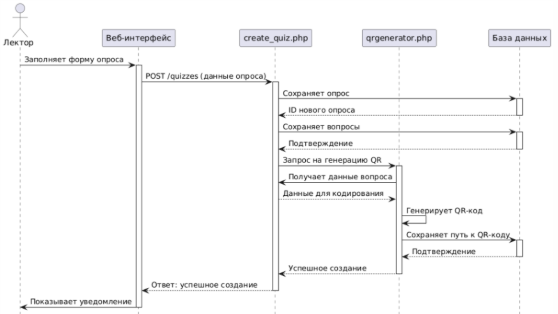 Лектор
Веб-интерфейс
create_quiz.php
qrgenerator.php
База данных
Заполняет форму опроса
POST /quizzes (данные опроса)
Сохраняет опрос
ID нового опроса
Сохраняет вопросы
Подтверждение
Запрос на генерацию QR
Получает данные вопроса
Данные для кодирования
Генерирует QR-код
Сохраняет путь к QR-коду
Подтверждение
Успешное создание
Ответ: успешное создание
Показывает уведомление